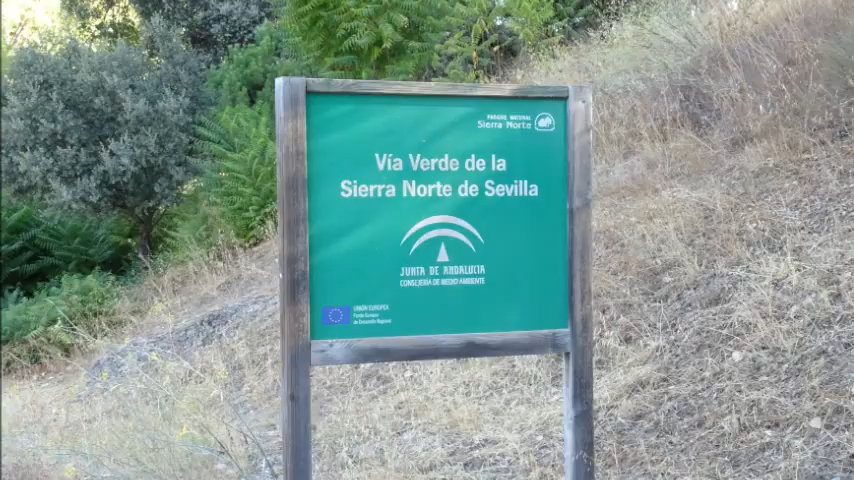 PARQUE NATURAL
Sierra Norte
Vía Verde de la
Sierra Norte de Sevilla
JUNTA DE ANDALUCIA
CONSEJERÍA DE MEDIO AMBIENTE
UNIÓN EUROPEA
Fondo Europeo
de Desarrollo Regional